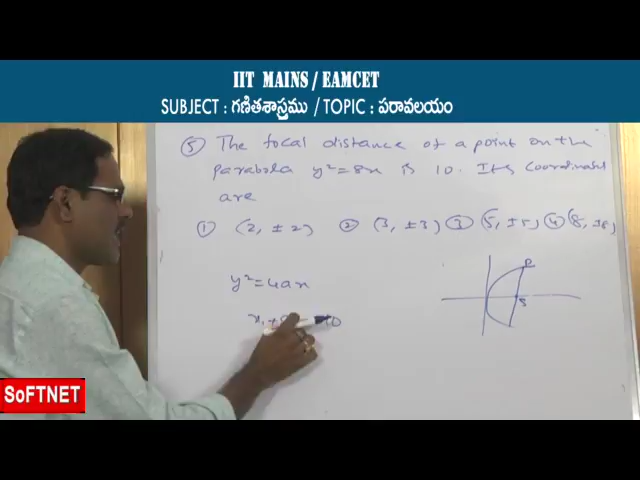 IIT MAINS / EAMCET
SUBJECT : గణితశాస్త్రము / TOPIC : పరావలయం
⑤ The focal distance of a point on the
parabola y²=8x is 10. Its coordinates
are
① (2, ±2) ② (3, ±3) ③ (5, ±5) ④ (8, ±8)
y²=4ax
P
S
x₁+ 10
SoFTNET